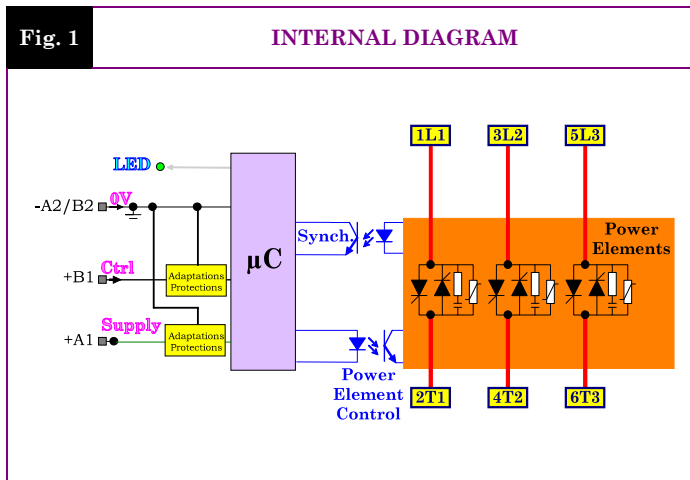 Fig. 1
INTERNAL DIAGRAM
1L1
3L2
5L3
LED
-A2/B2
0V
Synch.
Power
Elements
µC
+B1
Ctrl
Adaptations
Protections
+A1
Supply
Adaptations
Protections
Power
Element
Control
2T1
4T2
6T3